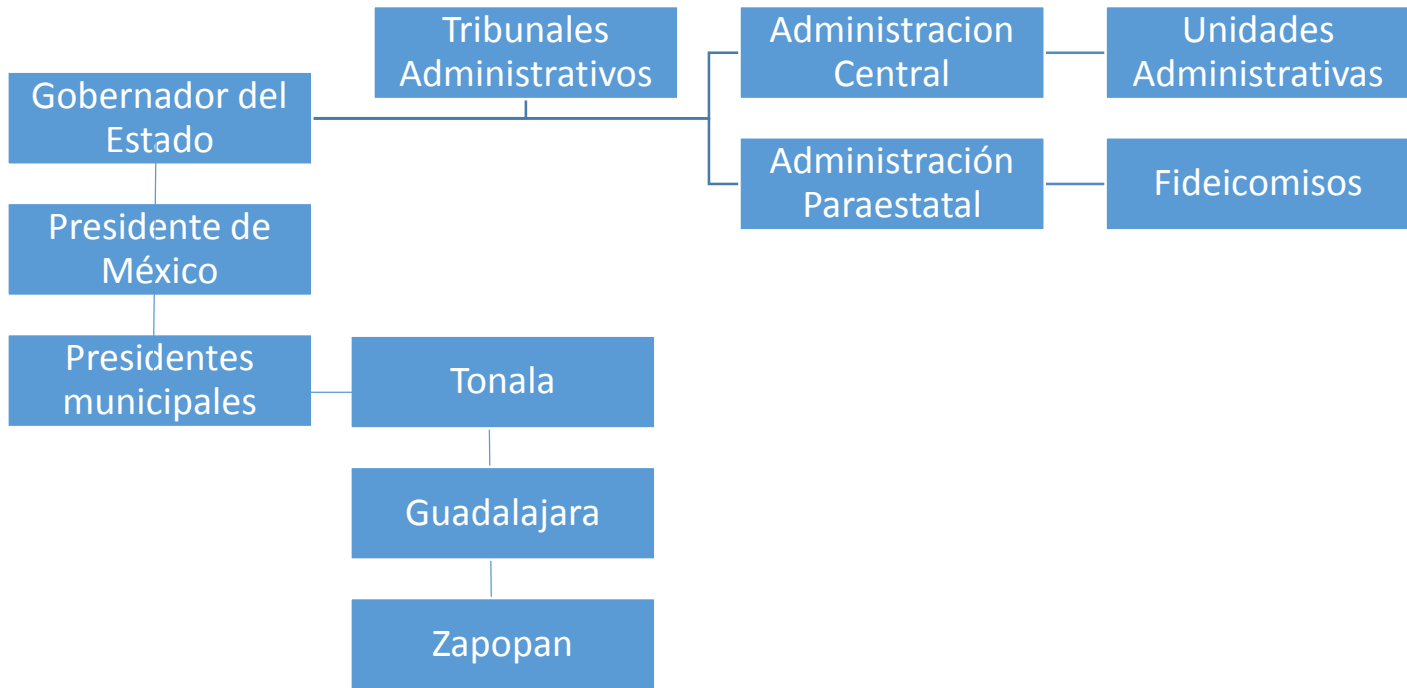 Tribunales
Administrativos
Administracion
Central
Unidades
Administrativas
Gobernador del
Estado
Administración
Paraestatal
Fideicomisos
Presidente de
México
Presidentes
municipales
Tonala
Guadalajara
Zapopan